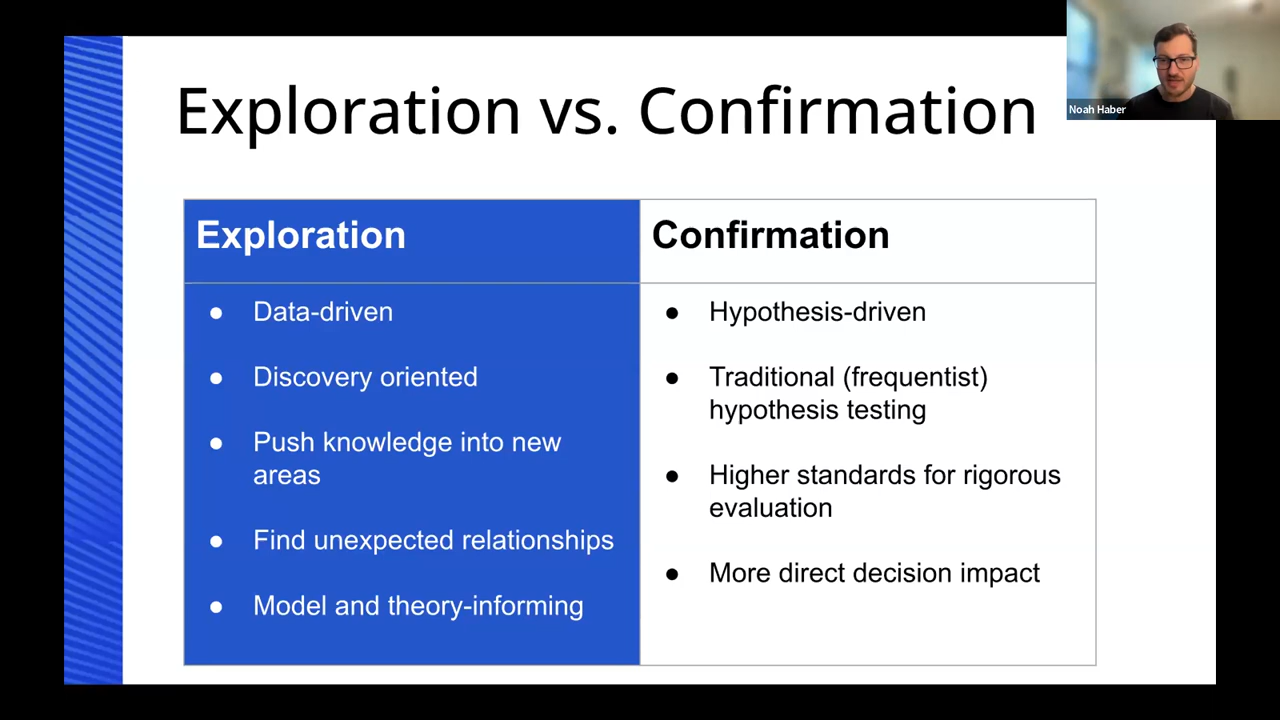 Exploration vs. Confirmation
Noah Haber
Exploration
● Data-driven
● Discovery oriented
● Push knowledge into new
areas
● Find unexpected relationships
● Model and theory-informing
Confirmation
● Hypothesis-driven
● Traditional (frequentist)
hypothesis testing
● Higher standards for rigorous
evaluation
● More direct decision impact